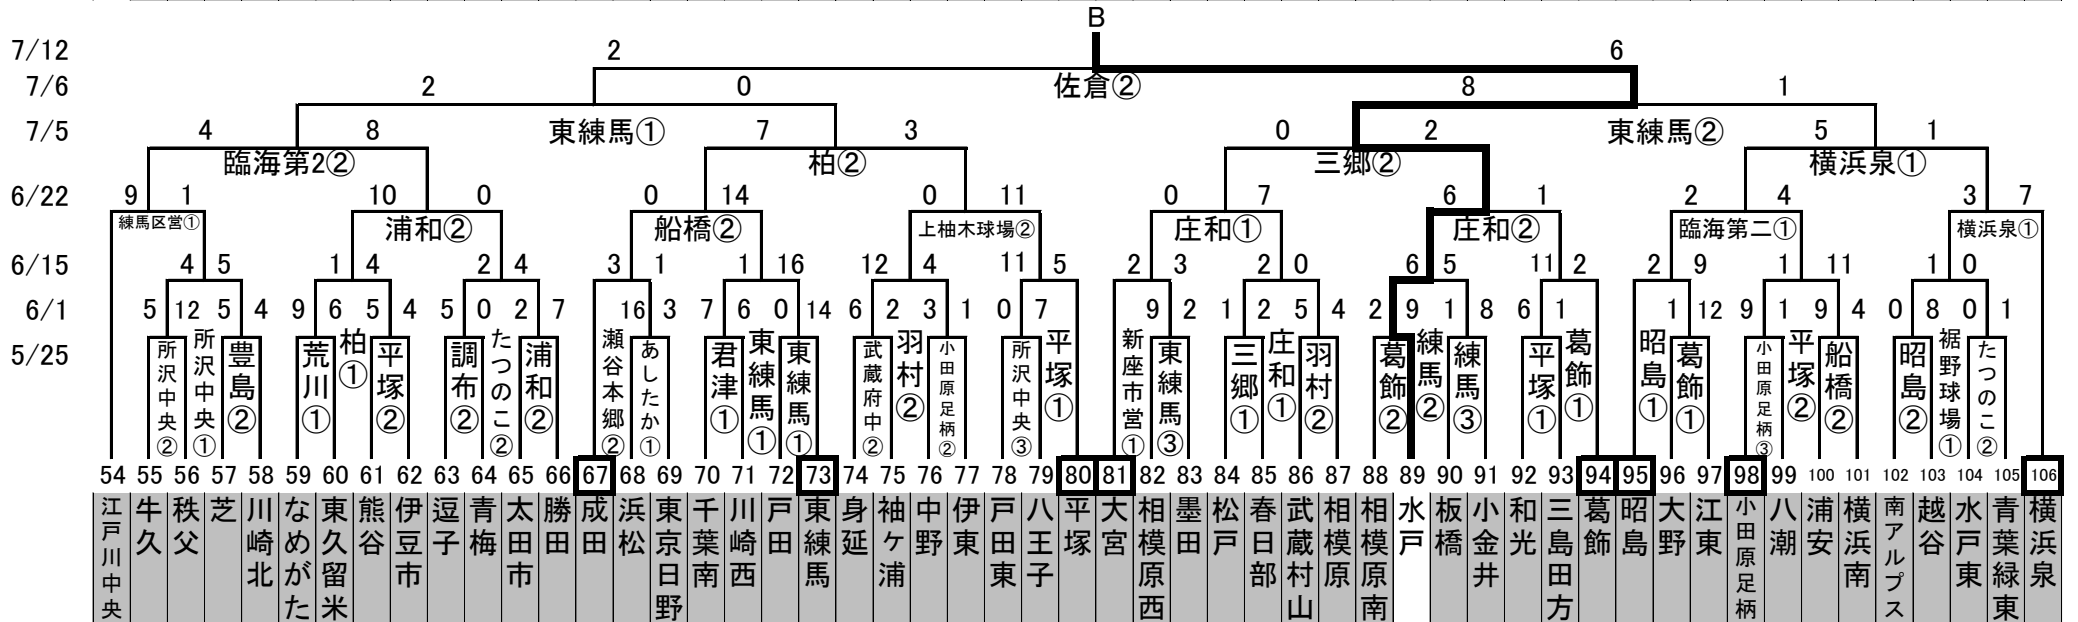 B
7/12 2 6
7/6 2 0 佐倉② 8 1
7/5 4 8 東練馬① 7 3 0 2 東練馬② 5 1
臨海第2② 柏② 三郷② 横浜泉①
6/22 9 1 10 0 0 14 0 11 0 7 6 1 2 4 3 7
練馬区営① 浦和② 船橋② 上柚木球場② 庄和① 庄和② 臨海第二① 横浜泉①
6/15 4 5 1 4 2 4 3 1 1 16 12 4 11 5 2 3 2 0 6 5 11 2 2 9 1 11 1 0
6/1 5 12 5 4 9 6 5 4 5 0 2 7 16 3 7 6 0 14 6 2 3 1 0 7 9 2 1 2 5 4 2 9 1 8 6 1 1 12 9 1 9 4 0 8 0 1
5/25
所沢中央②
所沢中央①
豊島②
荒川①
柏①
平塚②
調布②
たつのこ②
浦和②
瀬谷本郷②
あしたか①
君津①
東練馬①
東練馬①
武蔵府中②
羽村②
小田原足柄②
所沢中央③
平塚①
新座市営①
東練馬③
三郷①
庄和①
羽村②
葛飾②
練馬②
練馬③
平塚①
葛飾①
昭島①
葛飾①
小田原足柄③
平塚②
船橋②
昭島②
裾野球場①
たつのこ②
54 55 56 57 58 59 60 61 62 63 64 65 66 67 68 69 70 71 72 73 74 75 76 77 78 79 80 81 82 83 84 85 86 87 88 89 90 91 92 93 94 95 96 97 98 99 100 101 102 103 104 105 106
江戸川中央
牛久
秩父
芝
川崎北
なめがた
東久留米
熊谷
伊豆市
逗子
青梅
太田市
勝田
成田
浜松
東京日野
千葉南
川崎西
戸田
東練馬
身延
袖ヶ浦
中野
伊東
戸田東
八王子
平塚
大宮
相模原西
墨田
松戸
春日部
武蔵村山
相模原
相模原南
水戸
板橋
小金井
和光
三島田方
葛飾
昭島
大野
江東
小田原足柄
八潮
浦安
横浜南
南アルプス
越谷
水戸東
青葉緑東
横浜泉